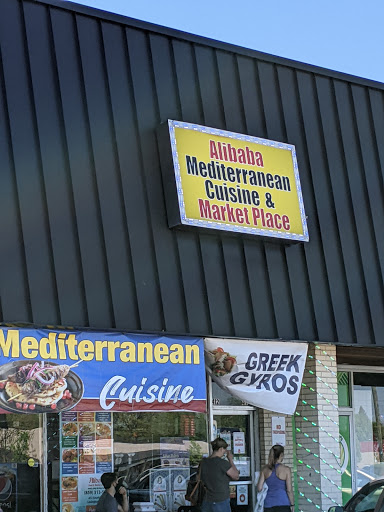 Alibaba
Mediterranean
Cuisine &
Market Place
Mediterranean
Cuisine
GREEK
GYROS